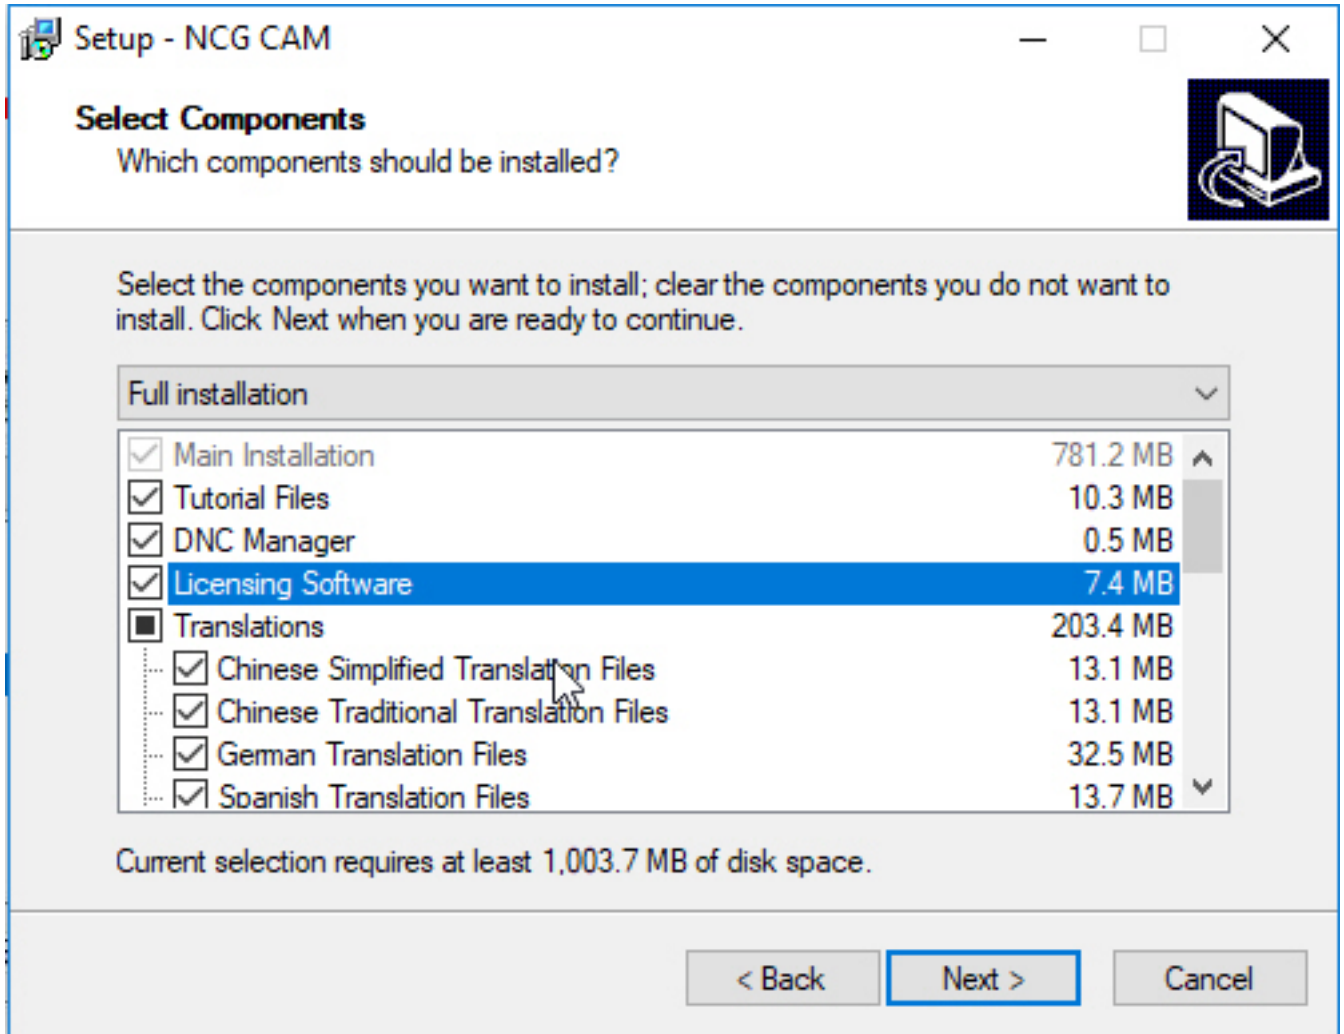 Setup - NCG CAM
Select Components
Which components should be installed?
Select the components you want to install; clear the components you do not want to
install. Click Next when you are ready to continue.
Full installation
Main Installation 781.2 MB
Tutorial Files 10.3 MB
DNC Manager 0.5 MB
Licensing Software 7.4 MB
Translations 203.4 MB
Chinese Simplified Translation Files 13.1 MB
Chinese Traditional Translation Files 13.1 MB
German Translation Files 32.5 MB
Spanish Translation Files 13.7 MB
Current selection requires at least 1,003.7 MB of disk space.
< Back Next > Cancel